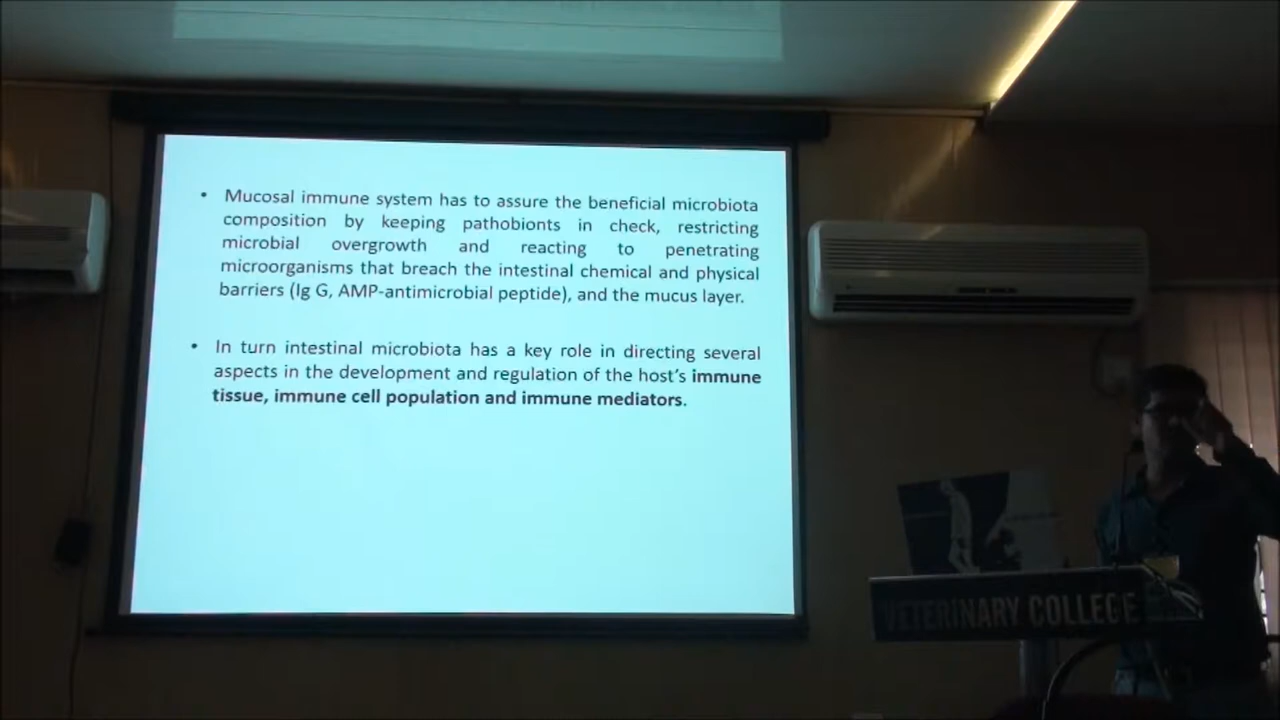 • Mucosal immune system has to assure the beneficial microbiota
composition by keeping pathobionts in check, restricting
microbial overgrowth and reacting to penetrating
microorganisms that breach the intestinal chemical and physical
barriers (Ig G, AMP-antimicrobial peptide), and the mucus layer.
• In turn intestinal microbiota has a key role in directing several
aspects in the development and regulation of the host's immune
tissue, immune cell population and immune mediators.
VETERINARY COLLEGE